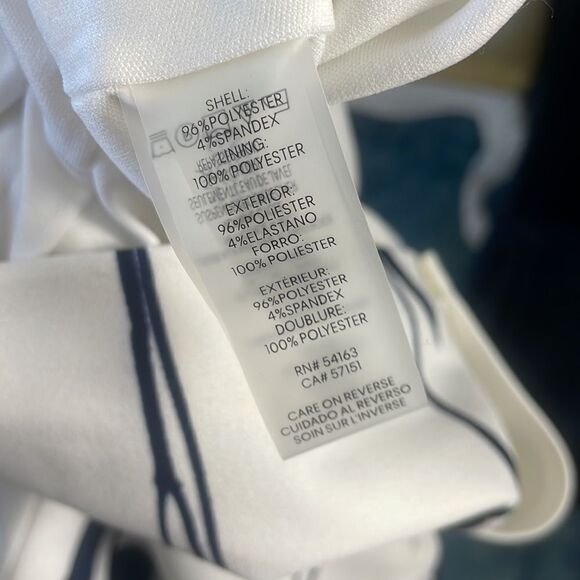 SHELL:
96%POLYESTER
4%SPANDEX
LINING:
100% POLYESTER
EXTERIOR:
96%POLIESTER
4%ELASTANO
FORRO:
100% POLIESTER
EXTÉRIEUR:
96%POLYESTER
4%SPANDEX
DOUBLURE:
100% POLYESTER
RN# 54163
CA# 57151
CARE ON REVERSE
CUIDADO AL REVERSO
SOIN SUR L'INVERSE